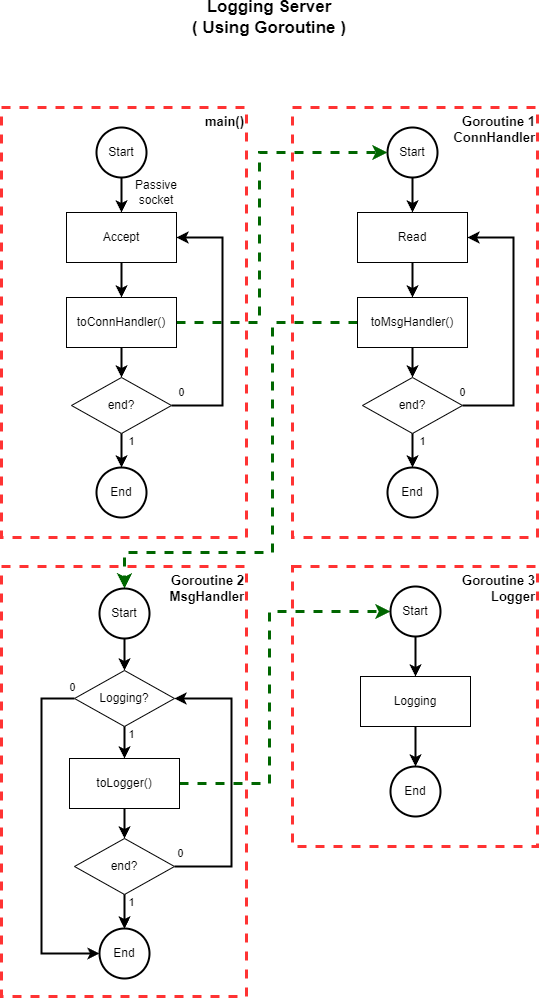 Logging Server
( Using Goroutine )
main()
Start
Passive
socket
Accept
toConnHandler()
end?
0
1
End
Goroutine 1
ConnHandler
Start
Read
toMsgHandler()
end?
0
1
End
Goroutine 2
MsgHandler
Start
0
Logging?
1
toLogger()
end?
0
1
End
Goroutine 3
Logger
Start
Logging
End